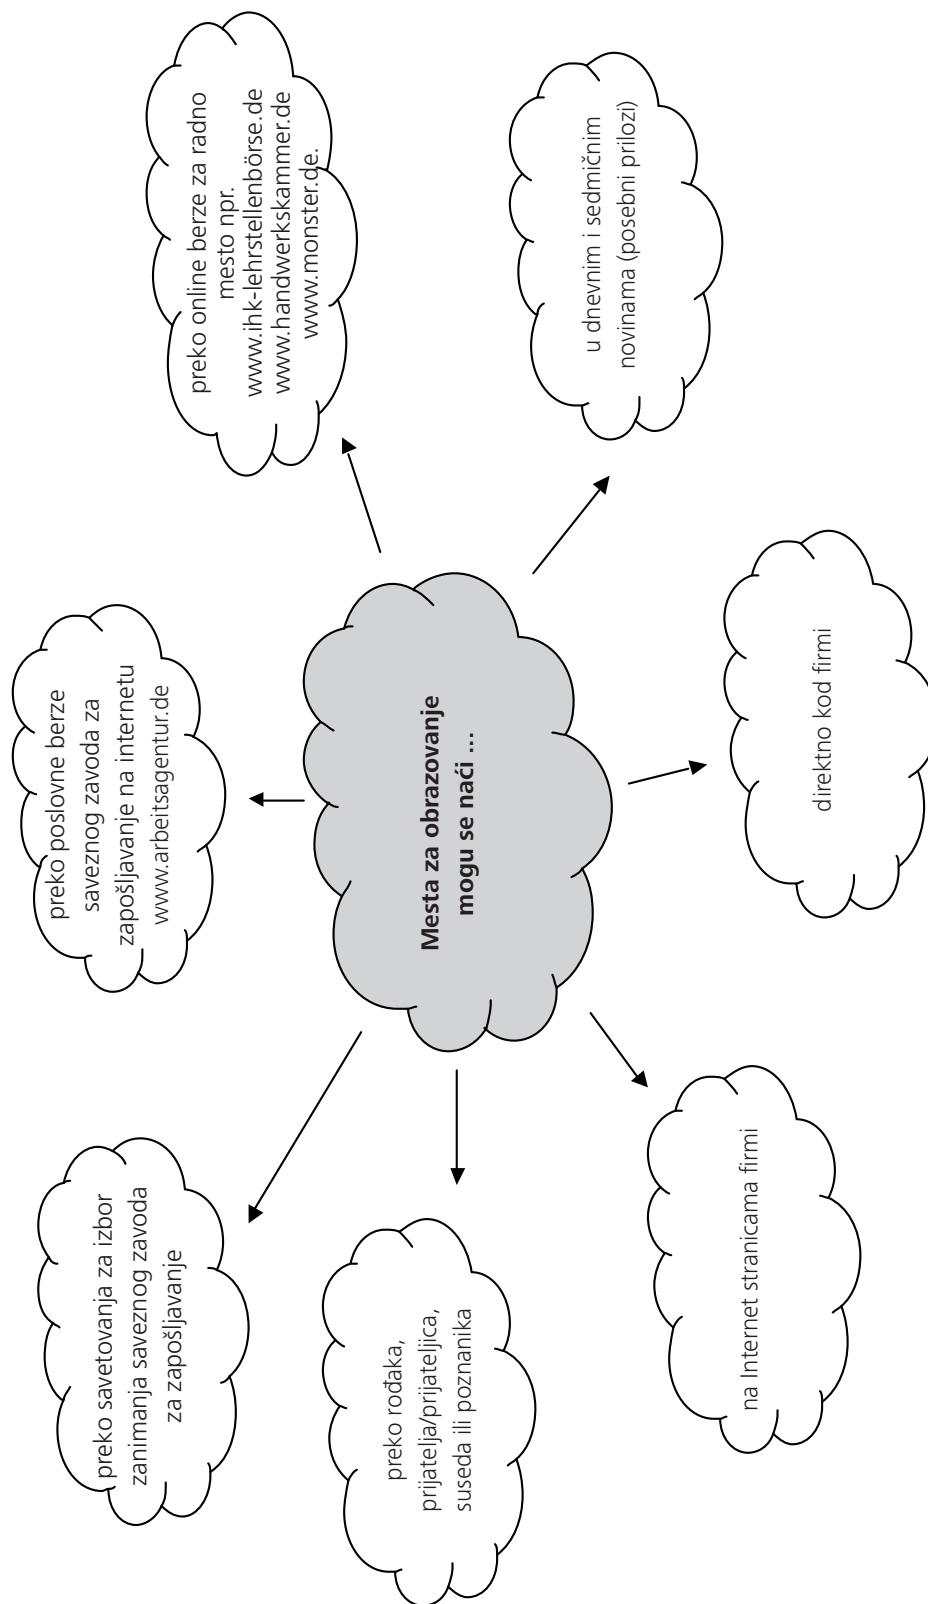 preko savetovanja za izbor
zanimanja saveznog zavoda
za zapošljavanje
preko poslovne berze
saveznog zavoda za
zapošljavanje na internetu
www.arbeitsagentur.de
preko online berze za radno
mesto npr.
www.ihk-lehrstellenbörse.de
www.handwerkskammer.de
www.monster.de.
preko rođaka,
prijatelja/prijateljica,
suseda ili poznanika
Mesta za obrazovanje
mogu se naći ...
u dnevnim i sedmičnim
novinama (posebni prilozi)
na Internet stranicama firmi
direktno kod firmi